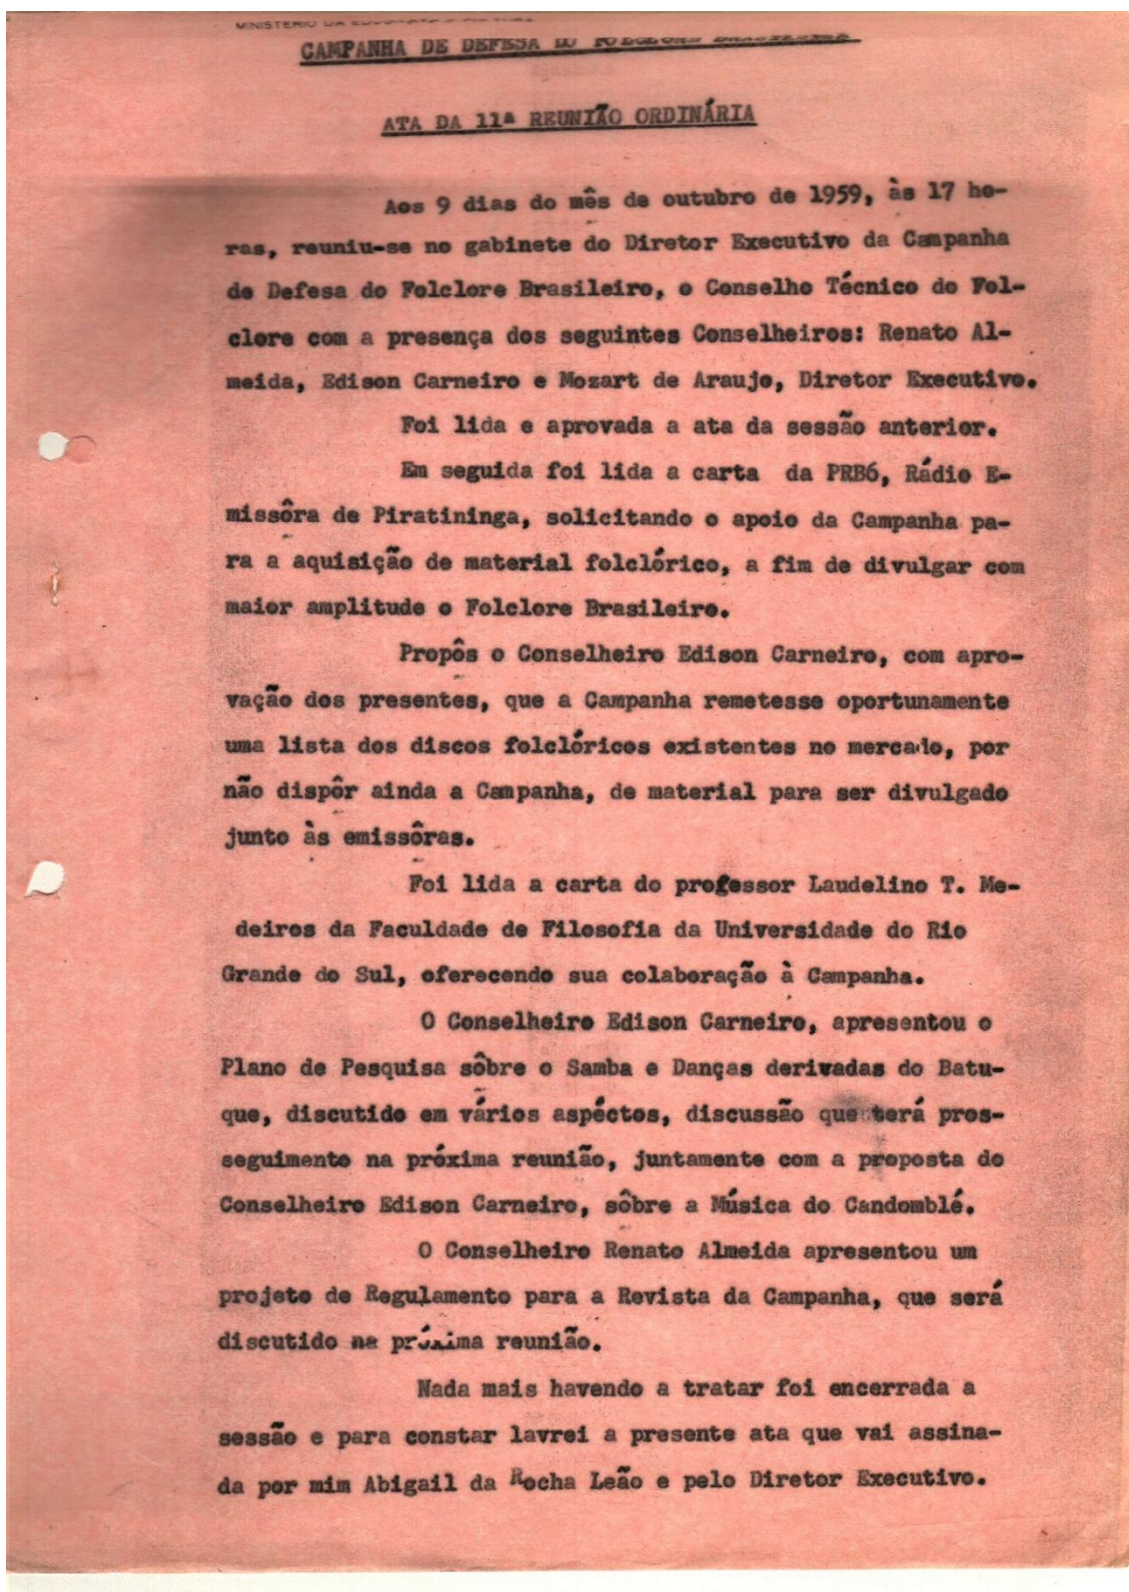 MINISTÉRIO DA EDUCAÇÃO E CULTURA
CAMPANHA DE DEFESA DO FOLCLORE BRASILEIRO
ATA DA 11ª REUNIÃO ORDINÁRIA
Aos 9 dias do mês de outubro de 1959, às 17 ho-
ras, reuniu-se no gabinete do Diretor Executivo da Campanha
de Defesa do Folclore Brasileiro, o Conselho Técnico do Fol-
clore com a presença dos seguintes Conselheiros: Renato Al-
meida, Edison Carneiro e Mozart de Araujo, Diretor Executivo.
Foi lida e aprovada a ata da sessão anterior.
Em seguida foi lida a carta da PRB6, Rádio E-
missôra de Piratininga, solicitando o apoio da Campanha pa-
ra a aquisição de material folclórico, a fim de divulgar com
maior amplitude o Folclore Brasileiro.
Propôs o Conselheiro Edison Carneiro, com apro-
vação dos presentes, que a Campanha remetesse oportunamente
uma lista dos discos folclóricos existentes no mercado, por
não dispôr ainda a Campanha, de material para ser divulgado
junto às emissôras.
Foi lida a carta do professor Laudelino T. Me-
deiros da Faculdade de Filosofia da Universidade do Rio
Grande do Sul, oferecendo sua colaboração à Campanha.
O Conselheiro Edison Carneiro, apresentou o
Plano de Pesquisa sôbre o Samba e Danças derivadas do Batu-
que, discutido em vários aspéctos, discussão que terá pros-
seguimento na próxima reunião, juntamente com a proposta do
Conselheiro Edison Carneiro, sôbre a Música do Candomblé.
O Conselheiro Renato Almeida apresentou um
projeto de Regulamento para a Revista da Campanha, que será
discutido na próxima reunião.
Nada mais havendo a tratar foi encerrada a
sessão e para constar lavrei a presente ata que vai assina-
da por mim Abigail da Rocha Leão e pelo Diretor Executivo.